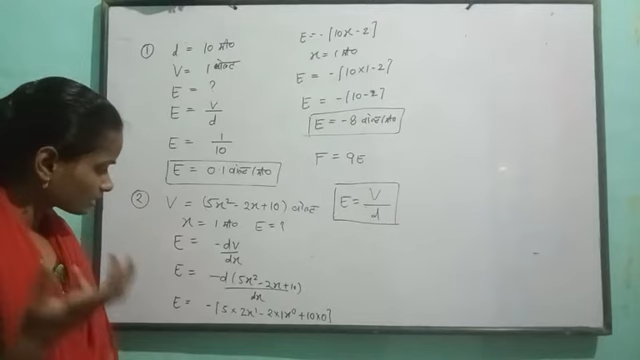 ① d = 10 मी०
V = 1 वोल्ट
E = ?
E = V/d
E = 1/10
E = 0.1 वोल्ट/मी०
② V = (5x² - 2x + 10) वोल्ट
x = 1 मी० E = ?
E = -dV/dx
E = -d(5x² - 2x + 10)/dx
E = -[5 × 2x¹ - 2 × 1x⁰ + 10×0]
E = -[10x - 2]
x = 1 मी०
E = -[10×1 - 2]
E = -[10 - 2]
E = -8 वोल्ट/मी०
F = qE
E = V/d